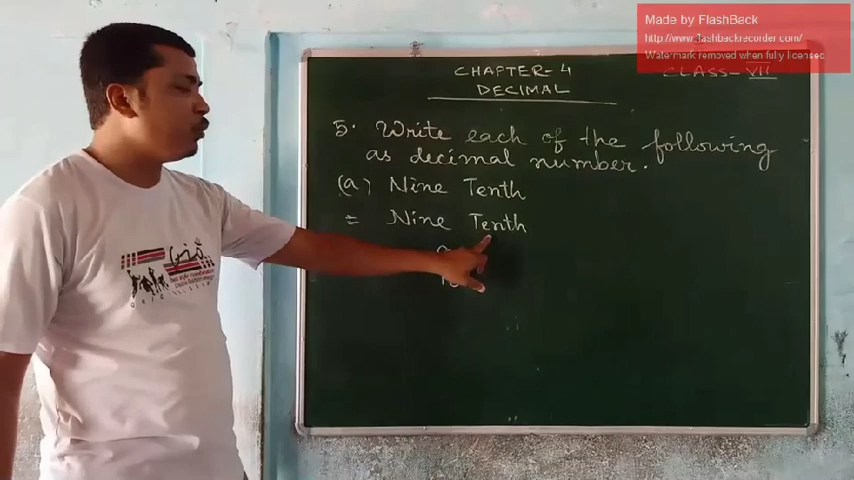 Made by FlashBack
http://www.flashbackrecorder.com/
Watermark removed when fully licensed
CHAPTER-4
CLASS-VII
DECIMAL
5. Write each of the following
as decimal number.
(a) Nine Tenth
= Nine Tenth